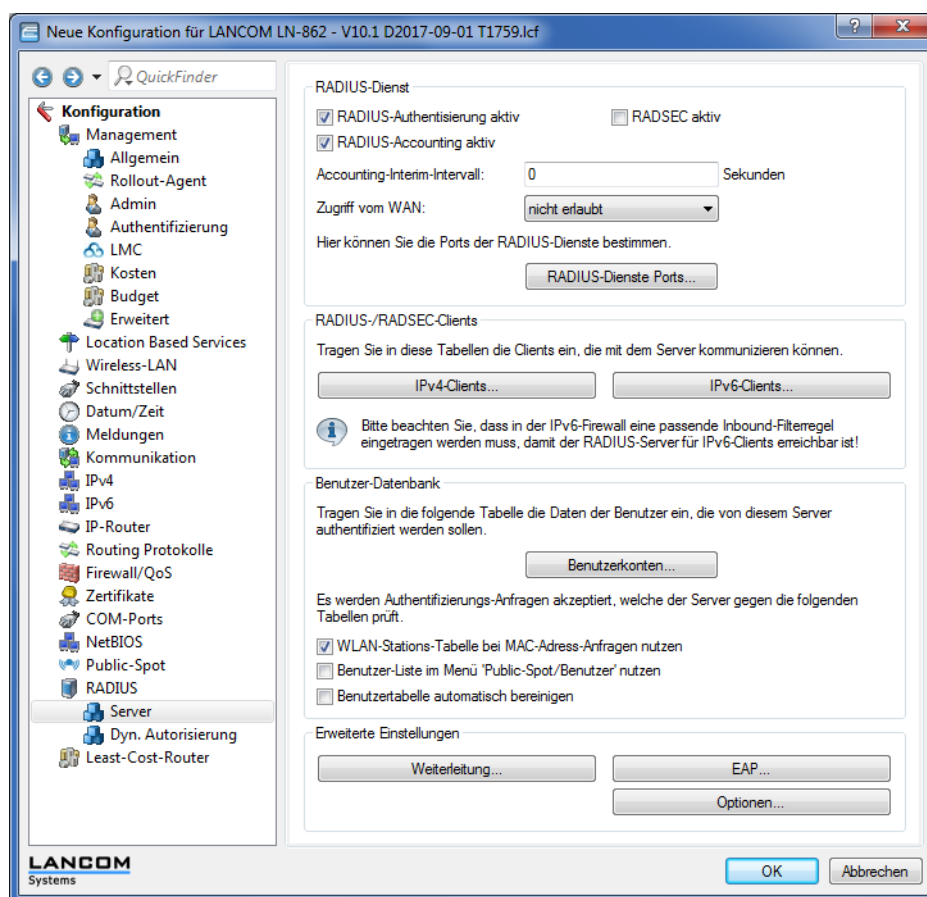 Neue Konfiguration für LANCOM LN-862 - V10.1 D2017-09-01 T1759.lcf
?
X
QuickFinder
Konfiguration
Management
Allgemein
Rollout-Agent
Admin
Authentifizierung
LMC
Kosten
Budget
Erweitert
Location Based Services
Wireless-LAN
Schnittstellen
Datum/Zeit
Meldungen
Kommunikation
IPv4
IPv6
IP-Router
Routing Protokolle
Firewall/QoS
Zertifikate
COM-Ports
NetBIOS
Public-Spot
RADIUS
Server
Dyn. Autorisierung
Least-Cost-Router
RADIUS-Dienst
RADIUS-Authentisierung aktiv
RADSEC aktiv
RADIUS-Accounting aktiv
Accounting-Interim-Intervall: 0 Sekunden
Zugriff vom WAN: nicht erlaubt
Hier können Sie die Ports der RADIUS-Dienste bestimmen.
RADIUS-Dienste Ports...
RADIUS-/RADSEC-Clients
Tragen Sie in diese Tabellen die Clients ein, die mit dem Server kommunizieren können.
IPv4-Clients...
IPv6-Clients...
Bitte beachten Sie, dass in der IPv6-Firewall eine passende Inbound-Filterregel
eingetragen werden muss, damit der RADIUS-Server für IPv6-Clients erreichbar ist!
Benutzer-Datenbank
Tragen Sie in die folgende Tabelle die Daten der Benutzer ein, die von diesem Server
authentifiziert werden sollen.
Benutzerkonten...
Es werden Authentifizierungs-Anfragen akzeptiert, welche der Server gegen die folgenden
Tabellen prüft.
WLAN-Stations-Tabelle bei MAC-Adress-Anfragen nutzen
Benutzer-Liste im Menü 'Public-Spot/Benutzer' nutzen
Benutzertabelle automatisch bereinigen
Erweiterte Einstellungen
Weiterleitung...
EAP...
Optionen...
LANCOM
Systems
OK
Abbrechen